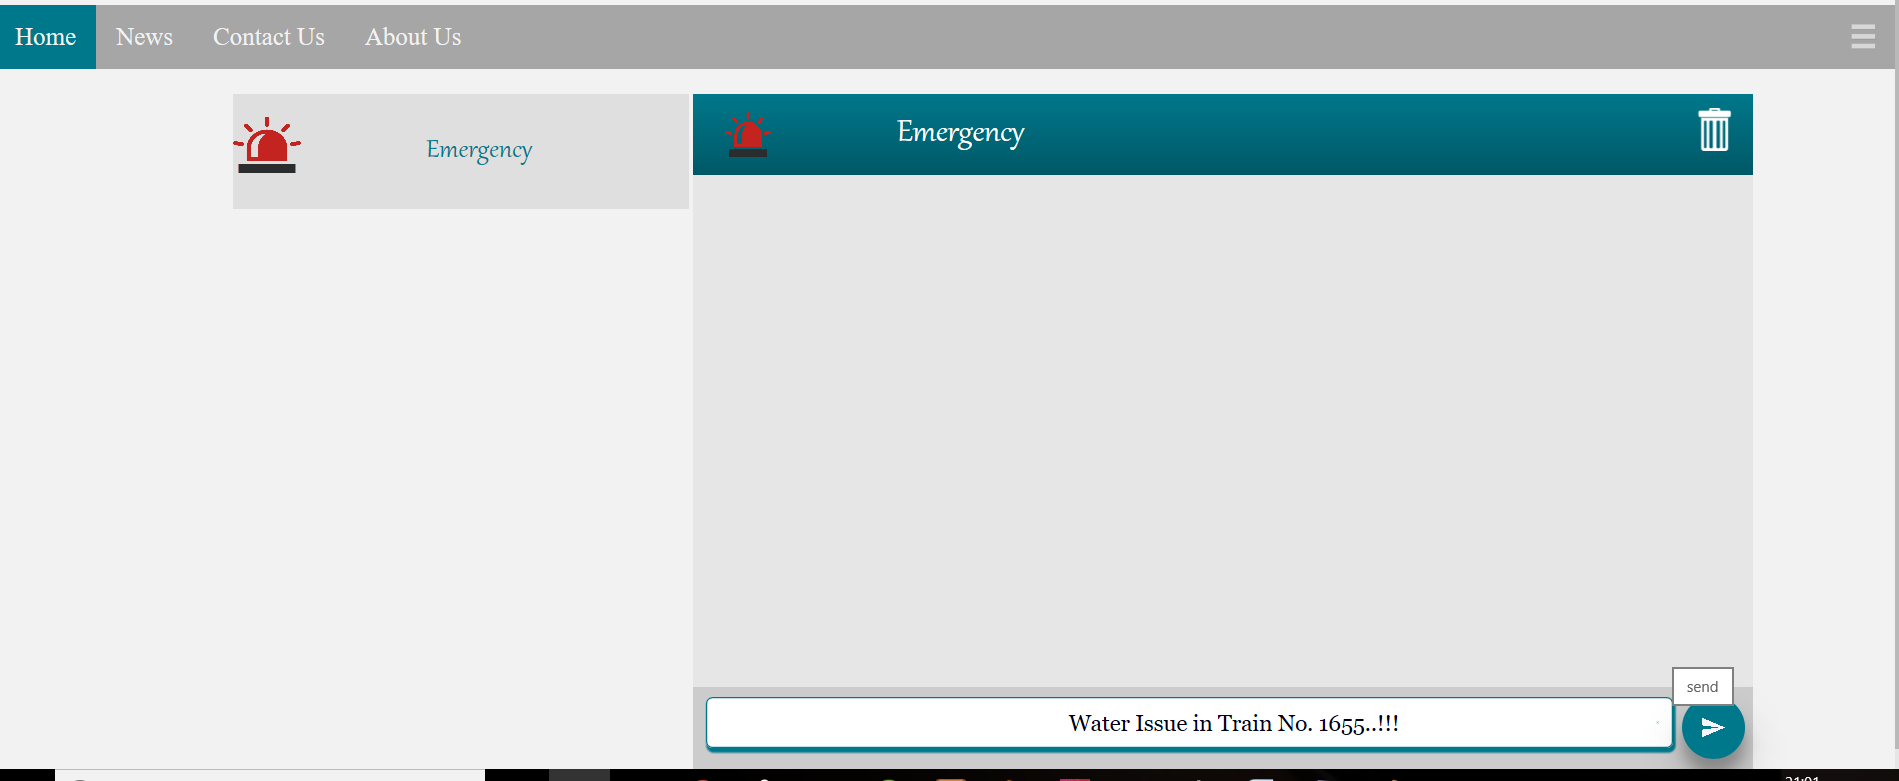 Home News Contact Us About Us
Emergency
Emergency
send
Water Issue in Train No. 1655..!!!